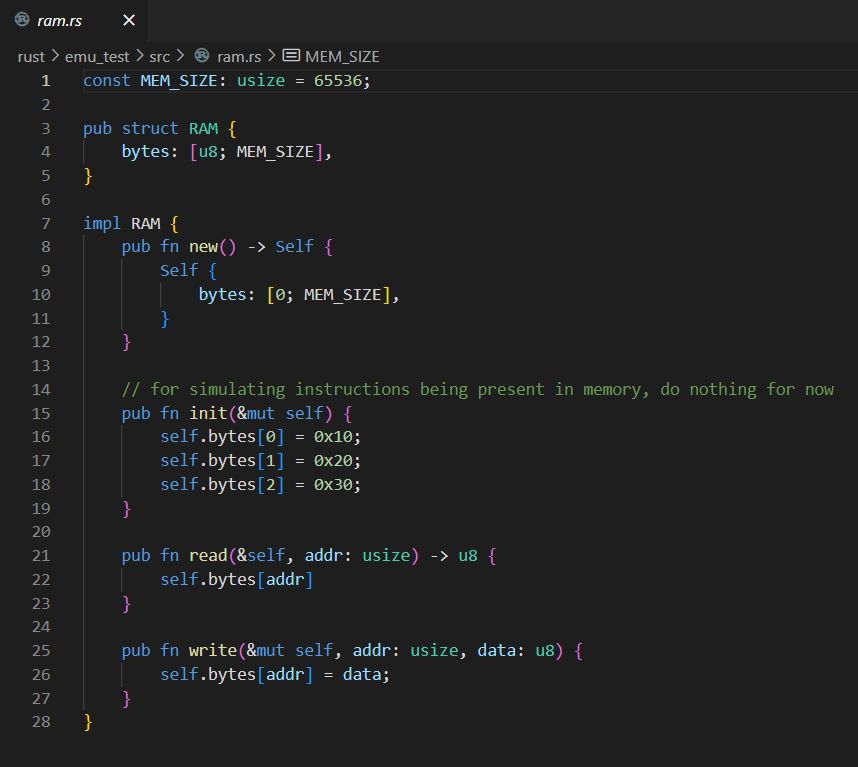 ram.rs ×
rust > emu_test > src > ram.rs > MEM_SIZE
1 const MEM_SIZE: usize = 65536;
2
3 pub struct RAM {
4     bytes: [u8; MEM_SIZE],
5 }
6
7 impl RAM {
8     pub fn new() -> Self {
9         Self {
10             bytes: [0; MEM_SIZE],
11         }
12     }
13
14     // for simulating instructions being present in memory, do nothing for now
15     pub fn init(&mut self) {
16         self.bytes[0] = 0x10;
17         self.bytes[1] = 0x20;
18         self.bytes[2] = 0x30;
19     }
20
21     pub fn read(&self, addr: usize) -> u8 {
22         self.bytes[addr]
23     }
24
25     pub fn write(&mut self, addr: usize, data: u8) {
26         self.bytes[addr] = data;
27     }
28 }